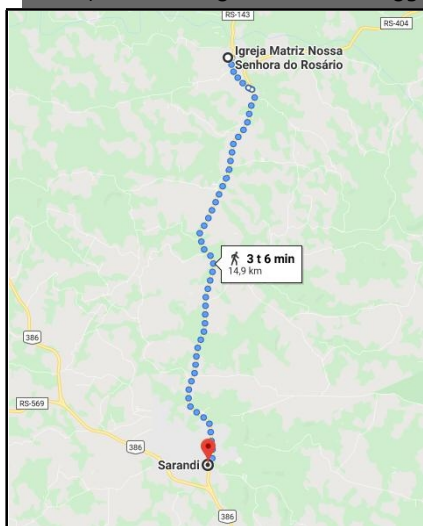 RS-143
RS-404
Igreja Matriz Nossa
Senhora do Rosário
3 t 6 min
14,9 km
386
RS-569
386
Sarandi
386